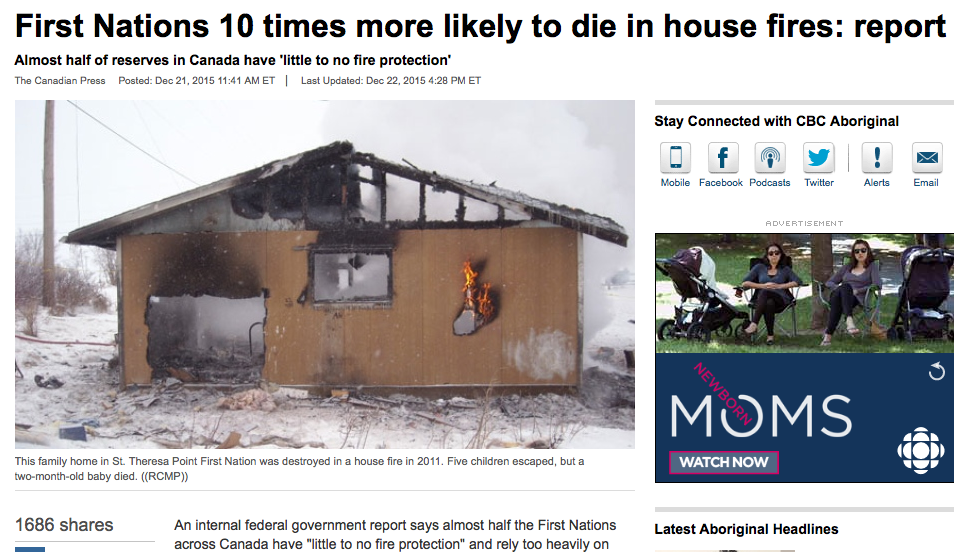 First Nations 10 times more likely to die in house fires: report
Almost half of reserves in Canada have 'little to no fire protection'
The Canadian Press Posted: Dec 21, 2015 11:41 AM ET | Last Updated: Dec 22, 2015 4:28 PM ET
This family home in St. Theresa Point First Nation was destroyed in a house fire in 2011. Five children escaped, but a
two-month-old baby died. ((RCMP))
1686 shares
An internal federal government report says almost half the First Nations
across Canada have "little to no fire protection" and rely too heavily on
Stay Connected with CBC Aboriginal
Mobile Facebook Podcasts Twitter Alerts Email
ADVERTISEMENT
NEWBORN
MOMS
WATCH NOW
Latest Aboriginal Headlines